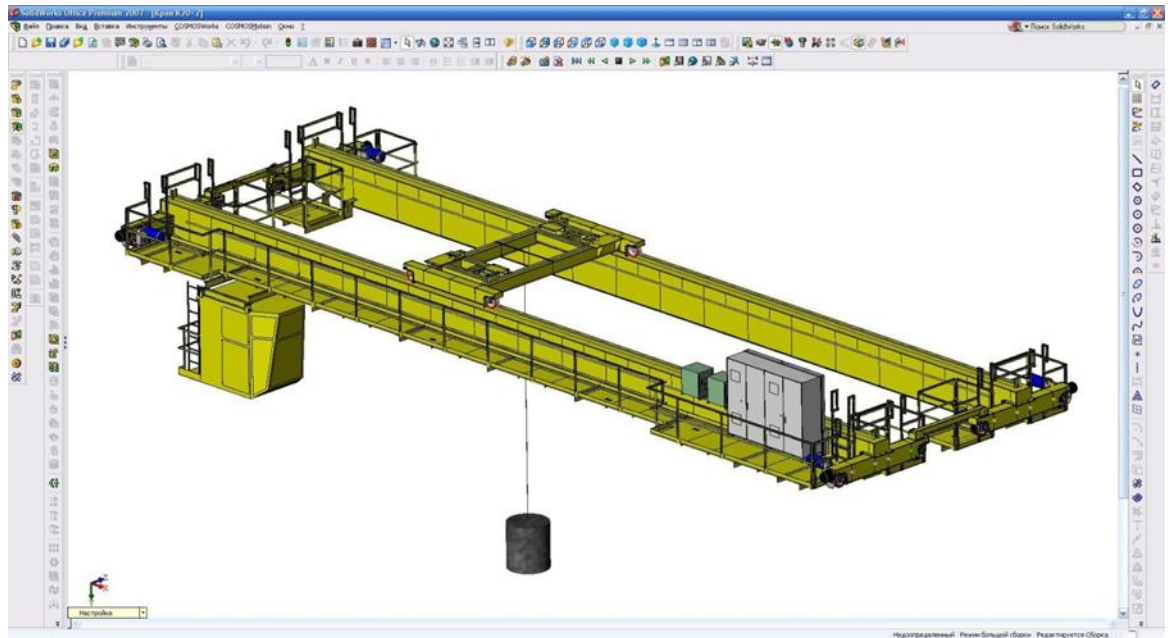 SolidWorks Office Premium 2007 - [Кран К20-2]
Файл Правка Вид Вставка Инструменты COSMOSWorks COSMOSMotion Окно ?
Поиск SolidWorks
Настройка
Недоопределенный Режим большой сборки Редактируется Сборка